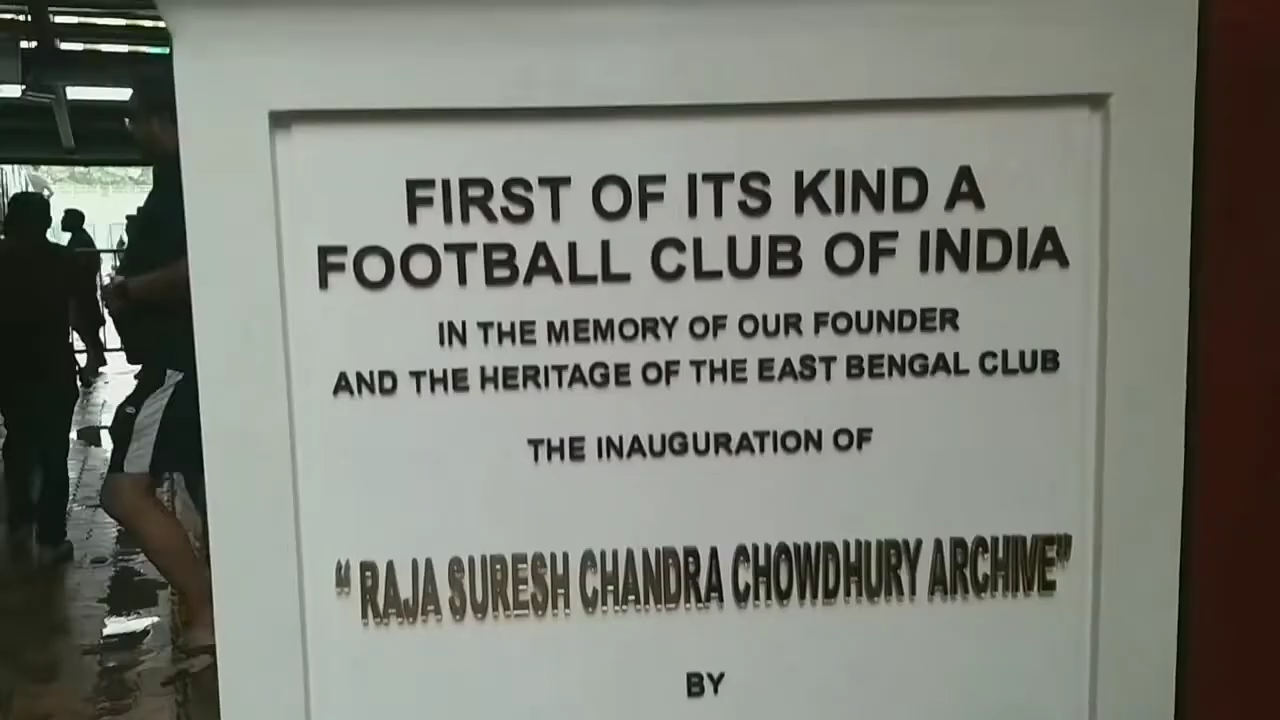 FIRST OF ITS KIND A
FOOTBALL CLUB OF INDIA
IN THE MEMORY OF OUR FOUNDER
AND THE HERITAGE OF THE EAST BENGAL CLUB
THE INAUGURATION OF
“ RAJA SURESH CHANDRA CHOWDHURY ARCHIVE”
BY